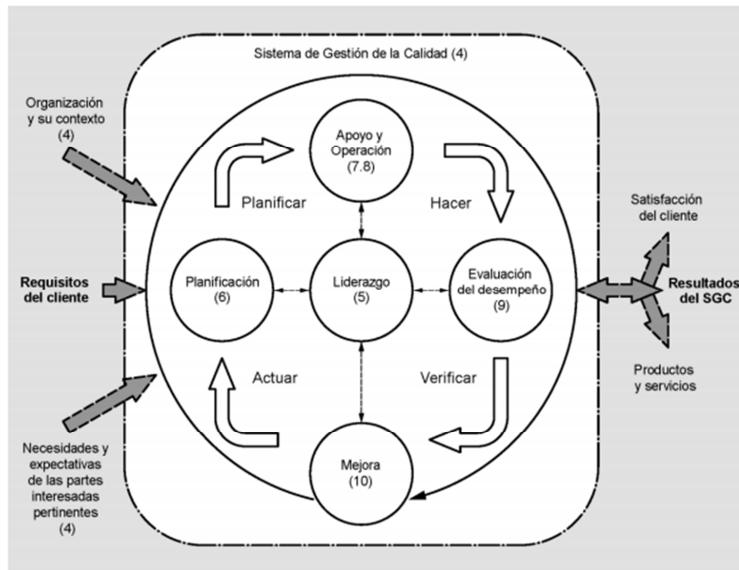 Sistema de Gestión de la Calidad (4)
Organización
y su contexto
(4)
Apoyo y
Operación
(7.8)
Planificar
Hacer
Satisfacción
del cliente
Requisitos
del cliente
Planificación
(6)
Liderazgo
(5)
Evaluación
del desempeño
(9)
Resultados
del SGC
Actuar
Verificar
Productos
y servicios
Necesidades y
expectativas
de las partes
interesadas
pertinentes
(4)
Mejora
(10)